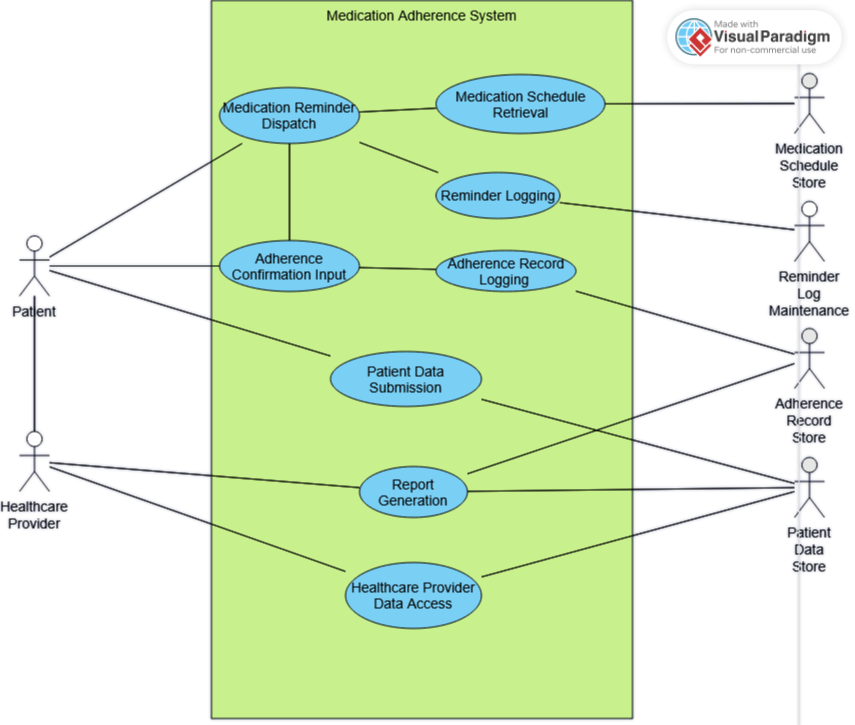 Medication Adherence System
Made with
Visual Paradigm
For non-commercial use
Medication Reminder
Dispatch
Medication Schedule
Retrieval
Medication
Schedule
Store
Reminder Logging
Adherence
Confirmation Input
Adherence Record
Logging
Reminder
Log
Maintenance
Patient
Patient Data
Submission
Adherence
Record
Store
Report
Generation
Healthcare
Provider
Patient
Data
Store
Healthcare Provider
Data Access